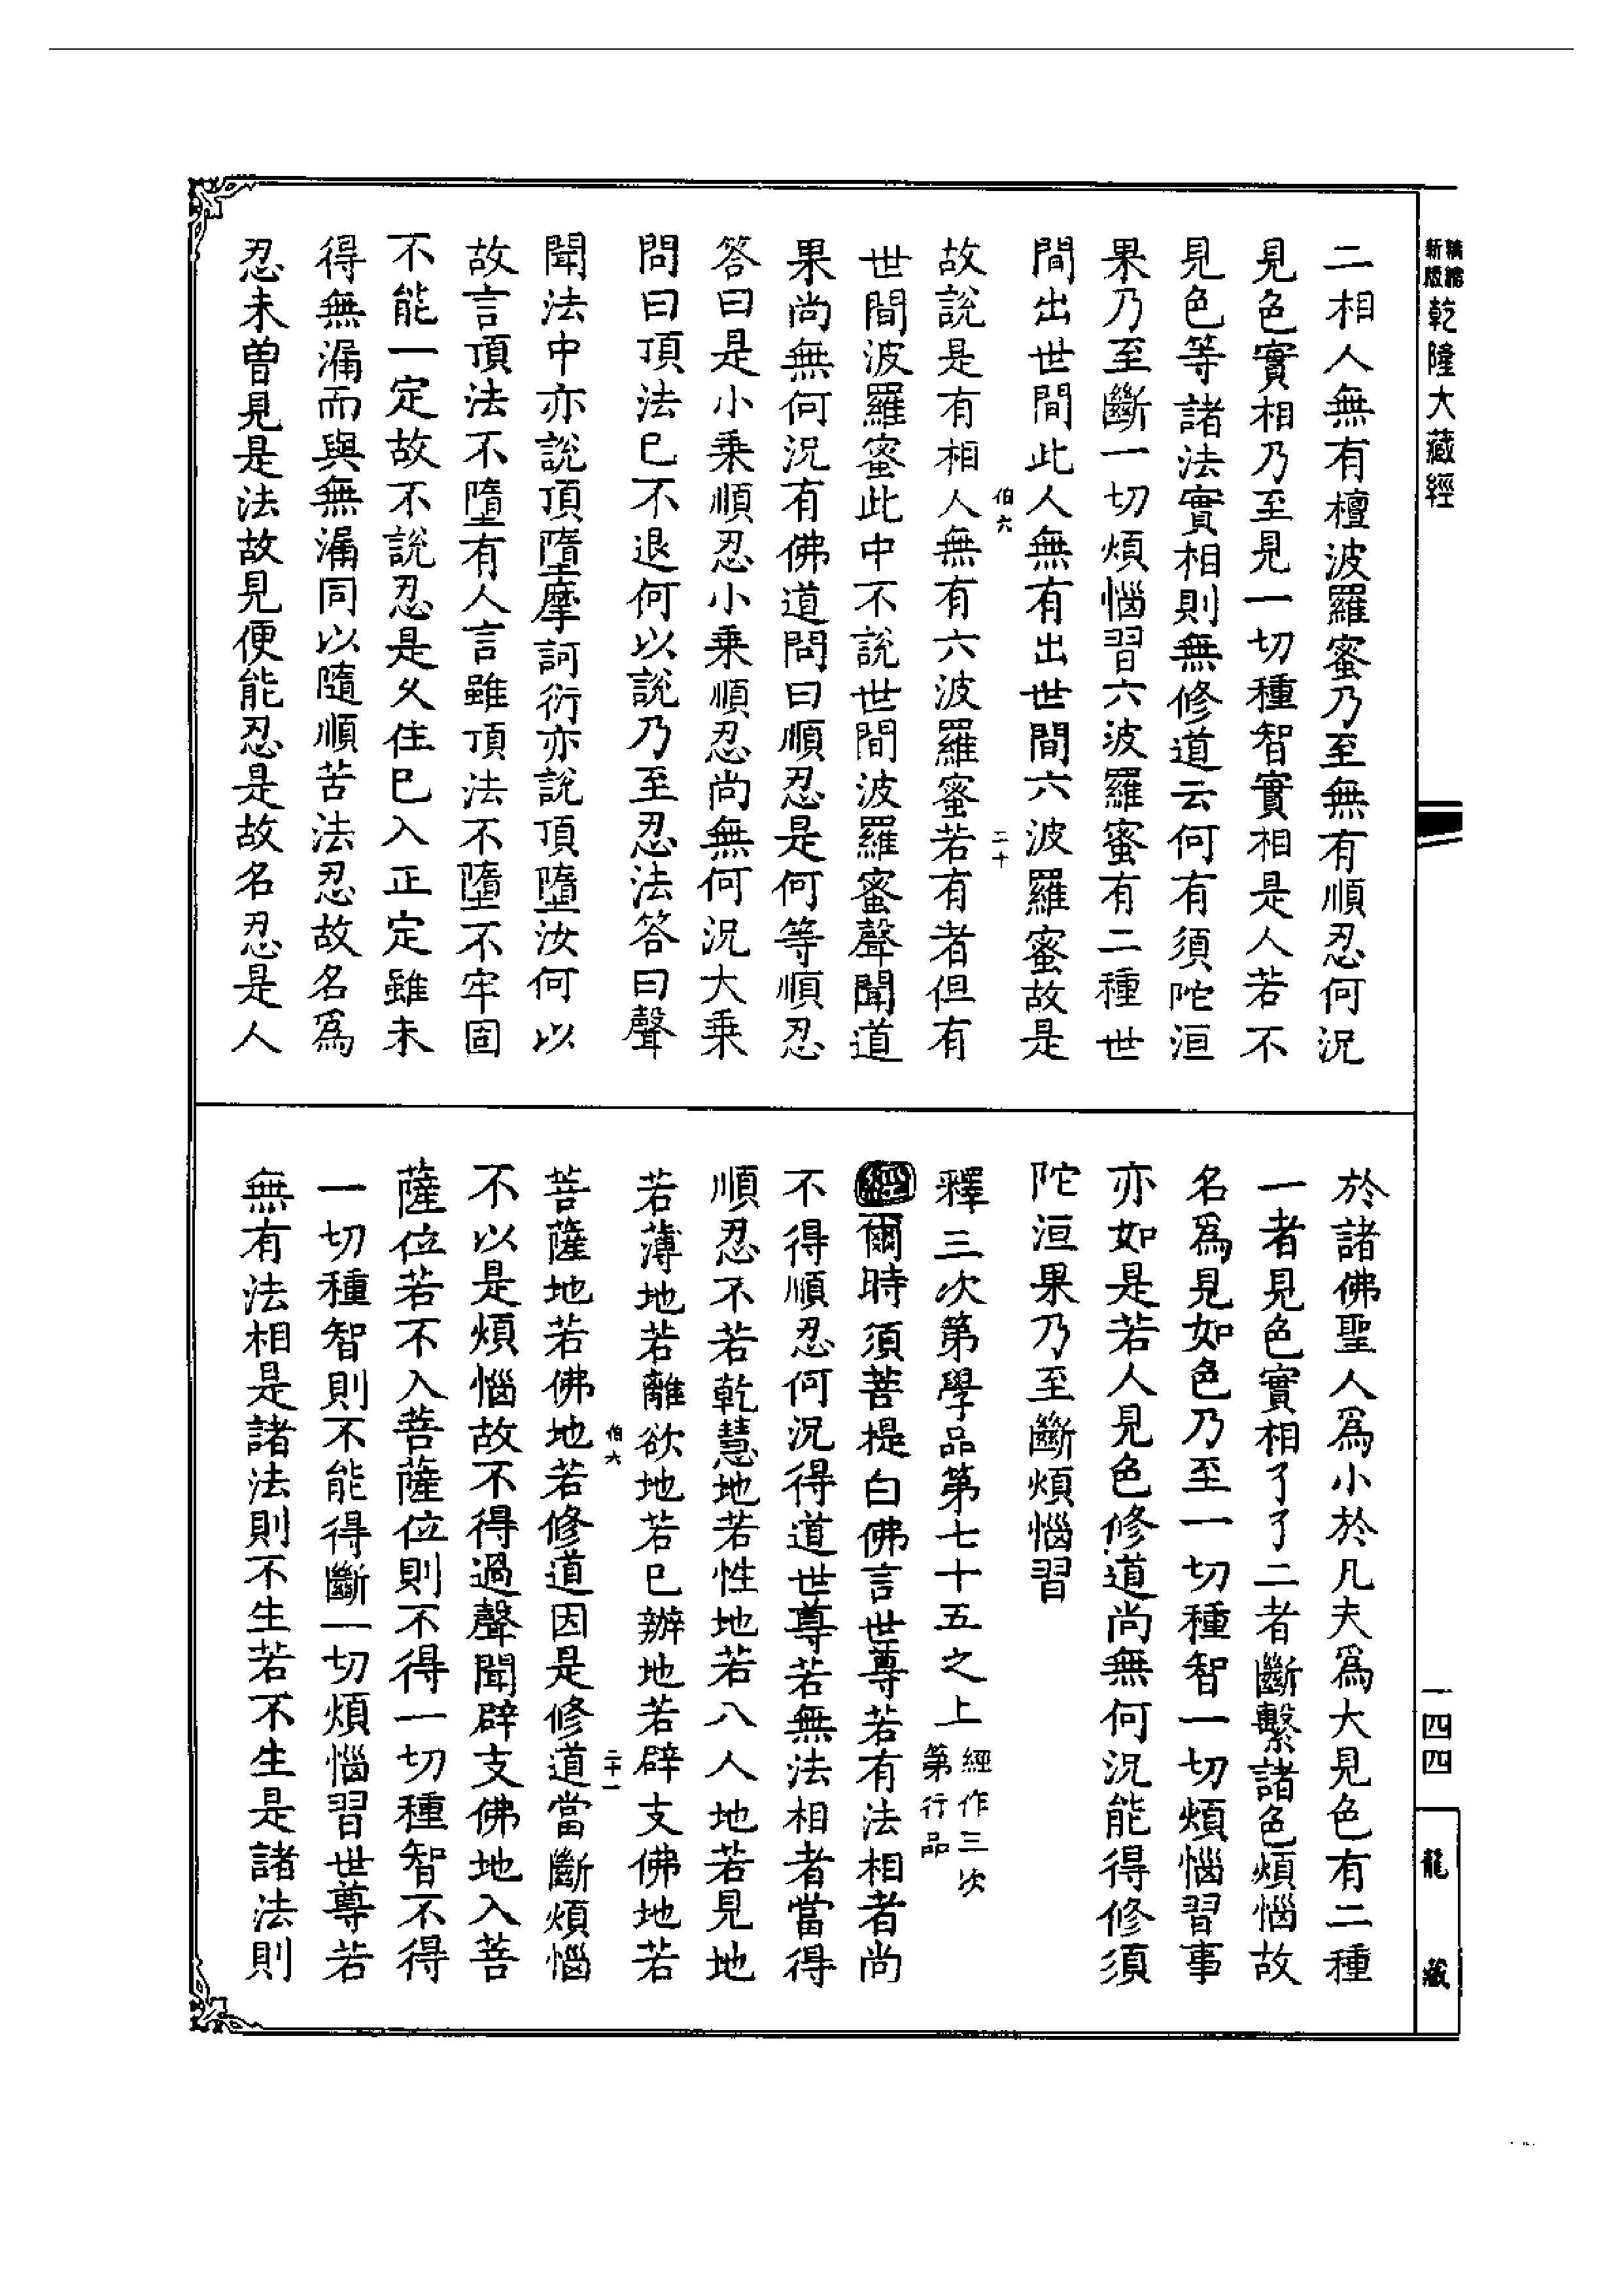 新版精縮乾隆大藏經
二相人無有檀波羅蜜乃至無有順忍何況
見色實相乃至見一切種智實相是人若不
見色等諸法實相則無修道云何有須陀洹
果乃至斷一切煩惱習六波羅蜜有二種世
間出世間此人無有出世間六波羅蜜故是
伯六 二十
故說是有相人無有六波羅蜜若有者但有
世間波羅蜜此中不說世間波羅蜜聲聞道
果尚無何況有佛道問曰順忍是何等順忍
答曰是小乘順忍小乘順忍尚無何況大乘
問曰頂法已不退何以說乃至忍法答曰聲
聞法中亦說頂墮摩訶衍亦說頂墮汝何以
故言頂法不墮有人言雖頂法不墮不牢固
不能一定故不說忍是久住已入正定雖未
得無漏而與無漏同以隨順苦法忍故名為
忍未曾見是法故見便能忍是故名忍是人
於諸佛聖人為小於凡夫為大見色有二種
一者見色實相了了二者斷繫諸色煩惱故
名為見如色乃至一切種智一切煩惱習事
亦如是若人見色修道尚無何況能得修須
陀洹果乃至斷煩惱習
釋三次第學品第七十五之上 經作三次第行品
經爾時須菩提白佛言世尊若有法相者尚
不得順忍何況得道世尊若無法相者當得
順忍不若乾慧地若性地若八人地若見地
若薄地若離欲地若已辦地若辟支佛地若
伯六 二十一
菩薩地若佛地若修道因是修道當斷煩惱
不以是煩惱故不得過聲聞辟支佛地入菩
薩位若不入菩薩位則不得一切種智不得
一切種智則不能得斷一切煩惱習世尊若
無有法相是諸法則不生若不生是諸法則
一四四
龍藏